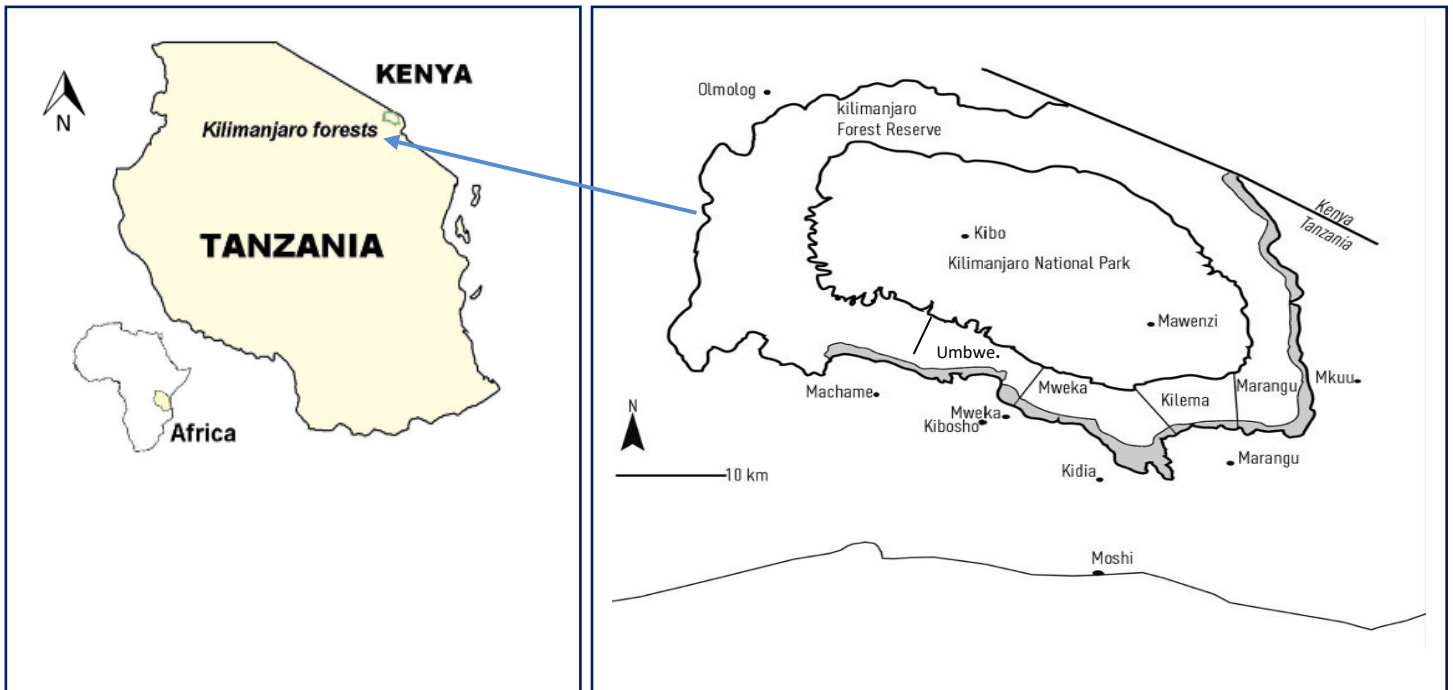 KENYA
N
Kilimanjaro forests
TANZANIA
Africa
Olmolog
kilimanjaro
Forest Reserve
Kenya
Tanzania
Kibo
Kilimanjaro National Park
Mawenzi
Umbwe.
Mweka
Kilema
Marangu
Mkuu
Machame
N
Mweka
Kibosho
Marangu
10 km
Kidia
Moshi